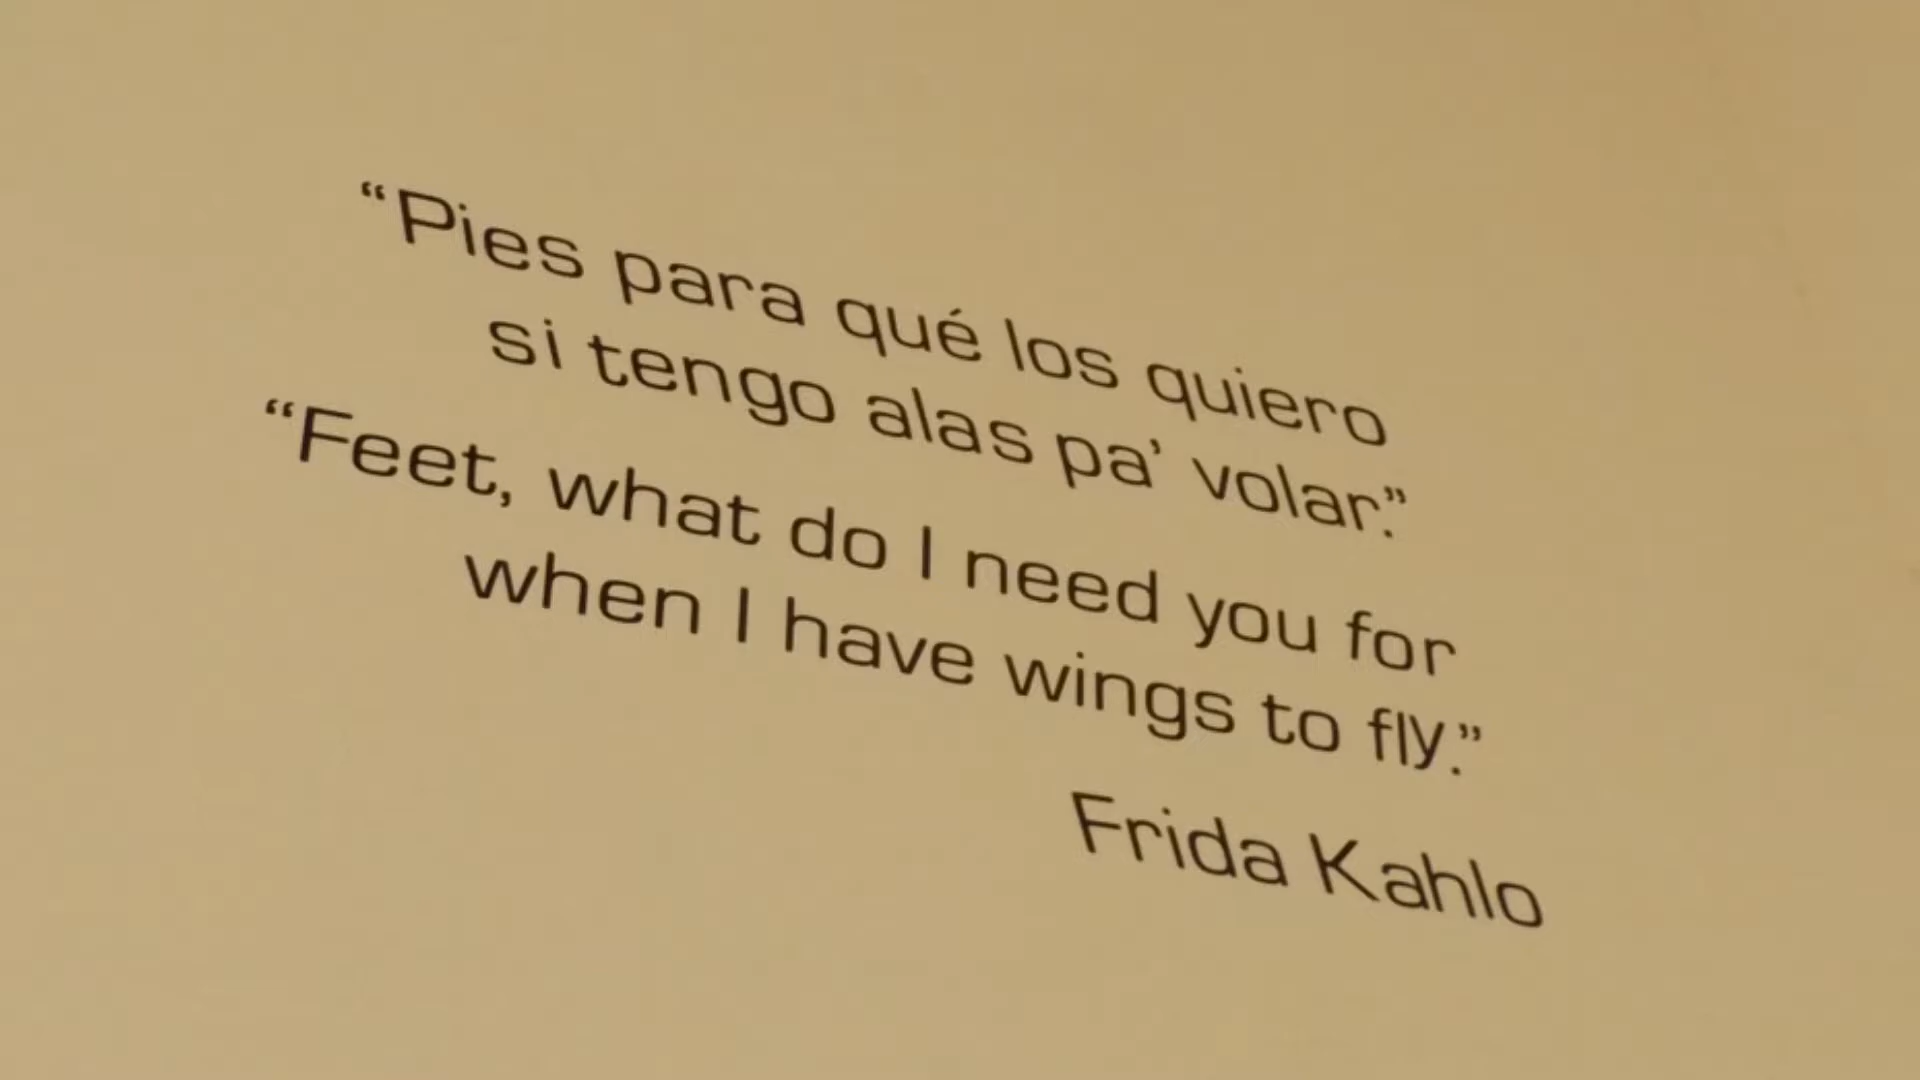 “Pies para qué los quiero
si tengo alas pa’ volar.”
“Feet, what do I need you for
when I have wings to fly.”
Frida Kahlo